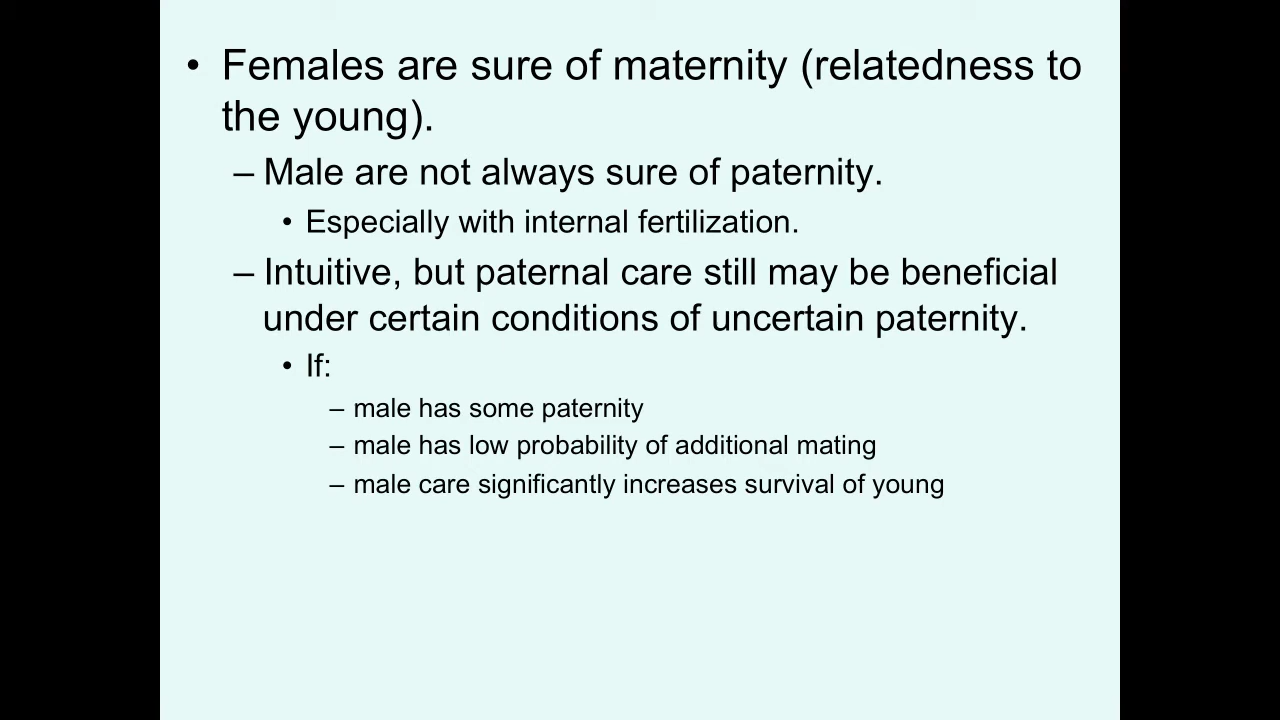 • Females are sure of maternity (relatedness to
the young).
– Male are not always sure of paternity.
• Especially with internal fertilization.
– Intuitive, but paternal care still may be beneficial
under certain conditions of uncertain paternity.
• If:
– male has some paternity
– male has low probability of additional mating
– male care significantly increases survival of young